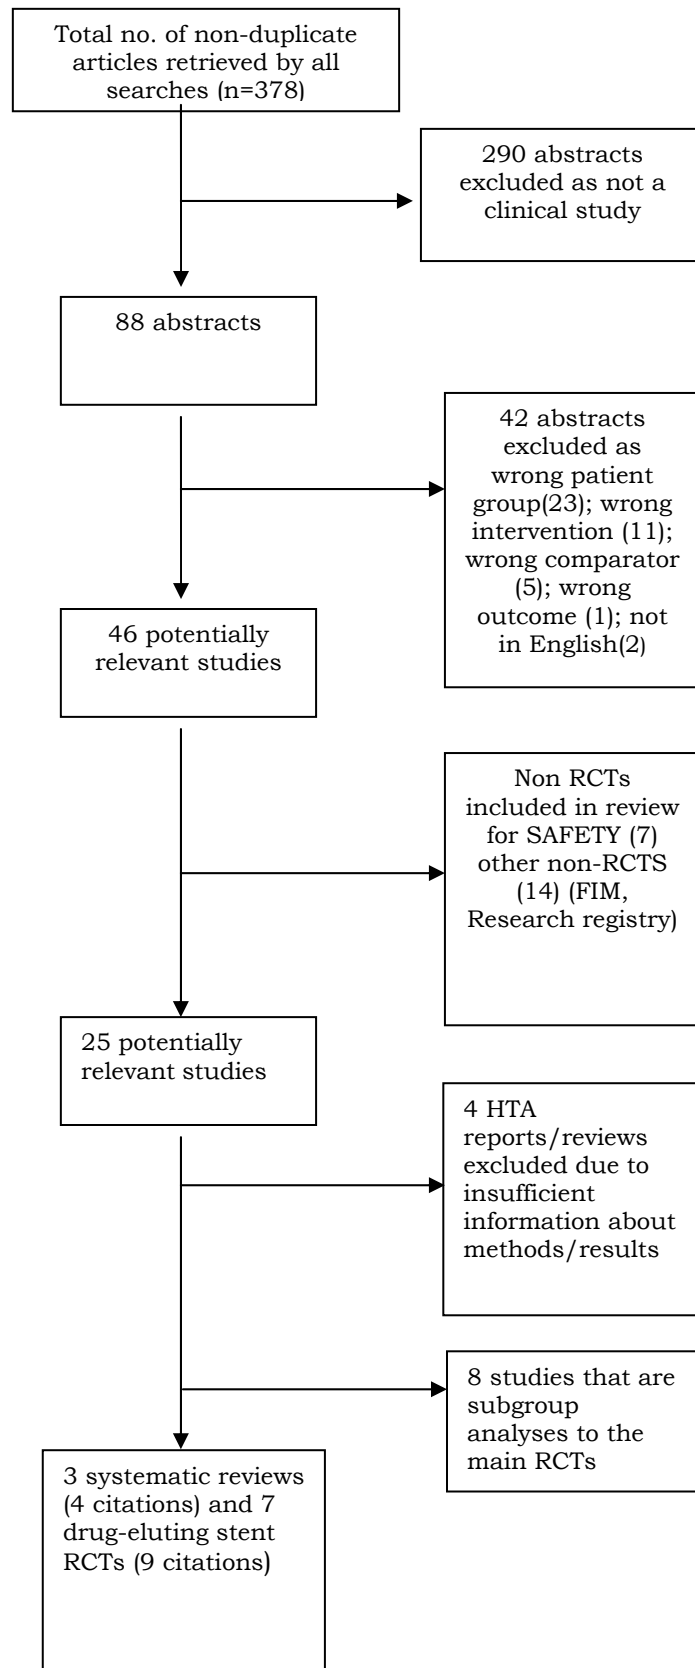 Total no. of non-duplicate
articles retrieved by all
searches (n=378)
290 abstracts
excluded as not a
clinical study
88 abstracts
42 abstracts
excluded as
wrong patient
group(23); wrong
intervention (11);
wrong comparator
(5); wrong
outcome (1); not
in English(2)
46 potentially
relevant studies
Non RCTs
included in review
for SAFETY (7)
other non-RCTS
(14) (FIM,
Research registry)
25 potentially
relevant studies
4 HTA
reports/reviews
excluded due to
insufficient
information about
methods/results
8 studies that are
subgroup
analyses to the
main RCTs
3 systematic reviews
(4 citations) and 7
drug-eluting stent
RCTs (9 citations)